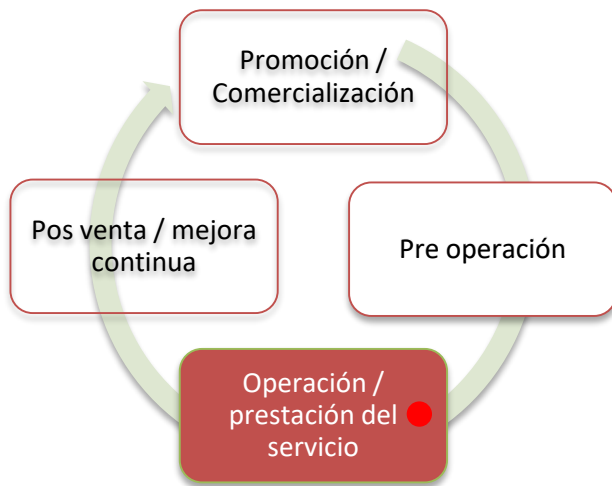 Promoción /
Comercialización
Pos venta / mejora
continua
Pre operación
Operación /
prestación del
servicio